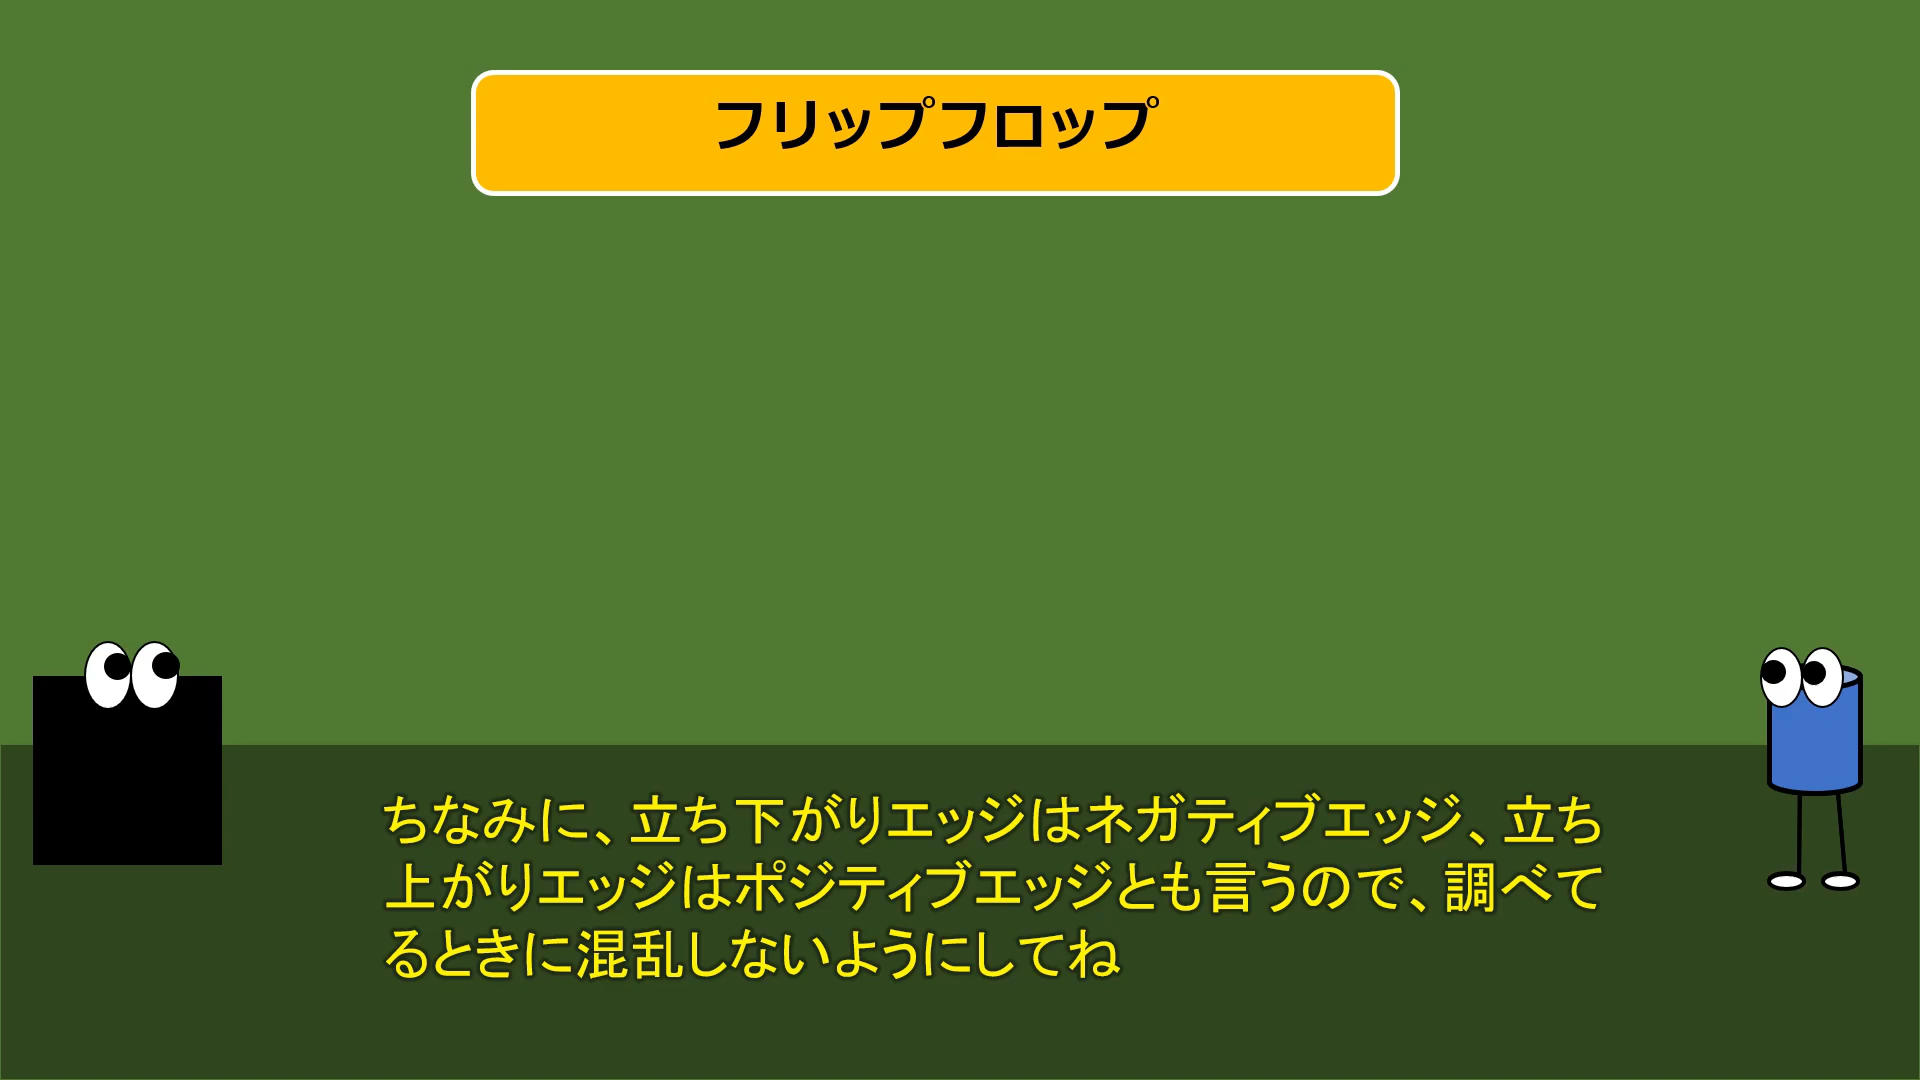 フリップフロップ
ちなみに、立ち下がりエッジはネガティブエッジ、立ち
上がりエッジはポジティブエッジとも言うので、調べて
るときに混乱しないようにしてね